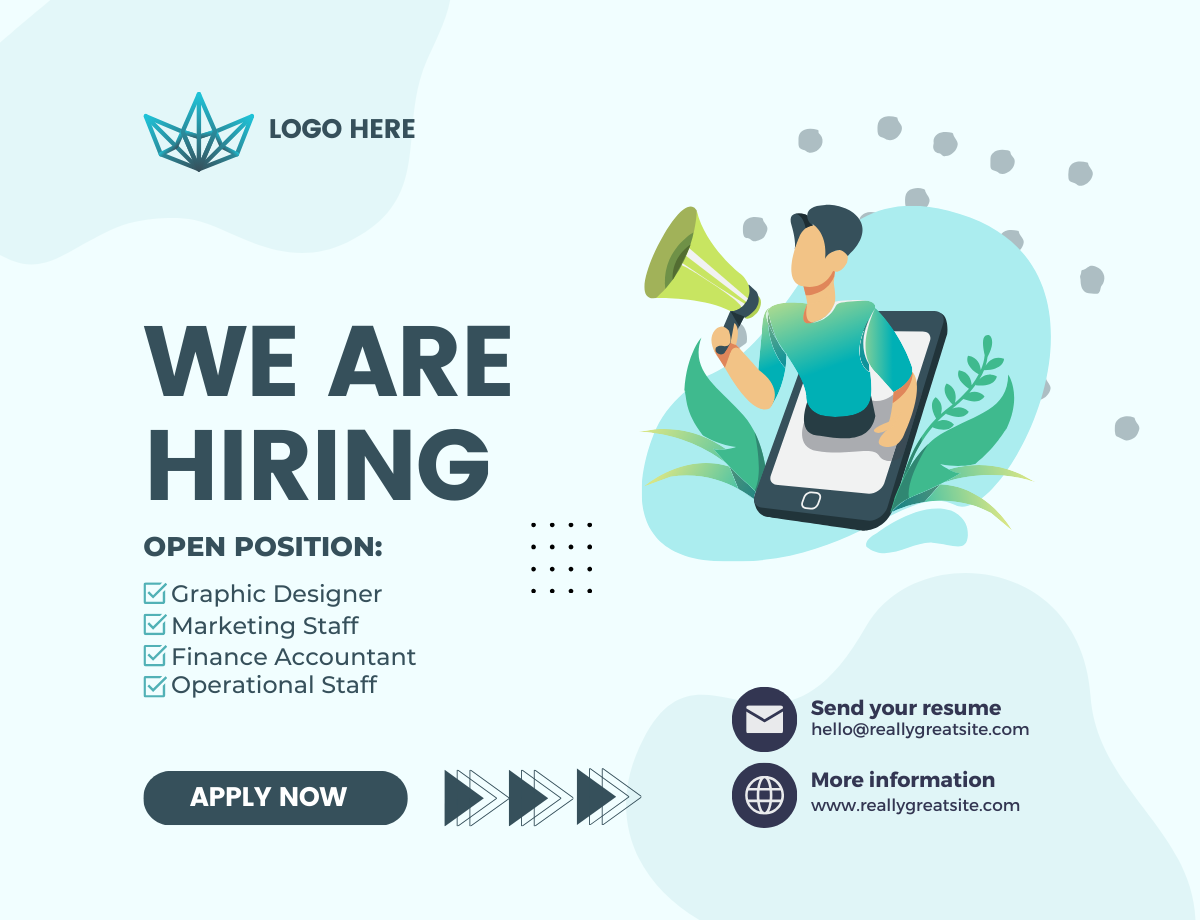 LOGO HERE
WE ARE
HIRING
OPEN POSITION:
Graphic Designer
Marketing Staff
Finance Accountant
Operational Staff
APPLY NOW
Send your resume
hello@reallygreatsite.com
More information
www.reallygreatsite.com